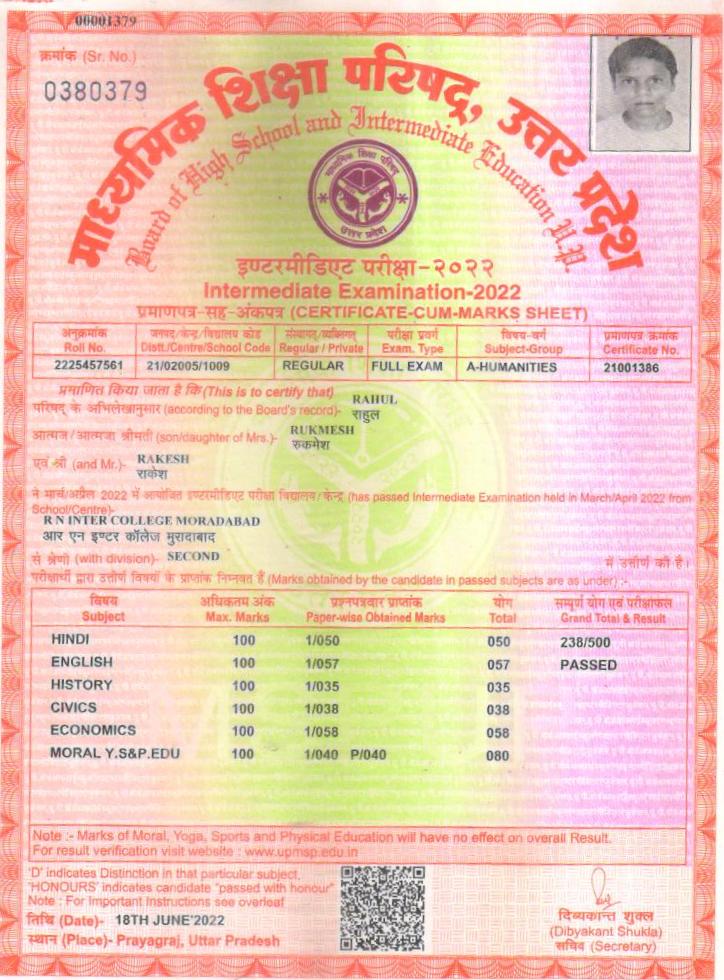 00001379
क्रमांक (Sr. No.)
0380379
माध्यमिक शिक्षा परिषद्, उत्तर प्रदेश
Board of High School and Intermediate Education U.P.
माध्यमिक शिक्षा परिषद्
उत्तर प्रदेश
इण्टरमीडिएट परीक्षा-२०२२
Intermediate Examination-2022
प्रमाणपत्र-सह-अंकपत्र (CERTIFICATE-CUM-MARKS SHEET)
अनुक्रमांक जनपद/केन्द्र/विद्यालय कोड संस्थागत/व्यक्तिगत परीक्षा प्रवर्ग विषय-वर्ग प्रमाणपत्र क्रमांक
Roll No. Distt./Centre/School Code Regular / Private Exam. Type Subject-Group Certificate No.
2225457561 21/02005/1009 REGULAR FULL EXAM A-HUMANITIES 21001386
प्रमाणित किया जाता है कि (This is to certify that)
RAHUL
परिषद् के अभिलेखानुसार (according to the Board's record)- राहुल
RUKMESH
आत्मज/आत्मजा श्रीमती (son/daughter of Mrs.)- रुकमेश
एवं श्री (and Mr.)- RAKESH
राकेश
ने मार्च/अप्रैल 2022 में आयोजित इण्टरमीडिएट परीक्षा विद्यालय/केन्द्र (has passed Intermediate Examination held in March/April 2022 from
School/Centre)-
R N INTER COLLEGE MORADABAD
आर एन इण्टर कॉलेज मुरादाबाद
से श्रेणी (with division)- SECOND में उत्तीर्ण की है।
परीक्षार्थी द्वारा उत्तीर्ण विषयों के प्राप्तांक निम्नवत हैं (Marks obtained by the candidate in passed subjects are as under) :-
विषय अधिकतम अंक प्रश्नपत्रवार प्राप्तांक योग सम्पूर्ण योग एवं परीक्षाफल
Subject Max. Marks Paper-wise Obtained Marks Total Grand Total & Result
HINDI 100 1/050 050 238/500
ENGLISH 100 1/057 057 PASSED
HISTORY 100 1/035 035
CIVICS 100 1/038 038
ECONOMICS 100 1/058 058
MORAL Y.S&P.EDU 100 1/040 P/040 080
Note :- Marks of Moral, Yoga, Sports and Physical Education will have no effect on overall Result.
For result verification visit website : www.upmsp.edu.in
'D' indicates Distinction in that particular subject,
'HONOURS' indicates candidate "passed with honour"
Note : For Important Instructions see overleaf
तिथि (Date)- 18TH JUNE'2022
स्थान (Place)- Prayagraj, Uttar Pradesh
दिव्यकान्त शुक्ल
(Dibyakant Shukla)
सचिव (Secretary)